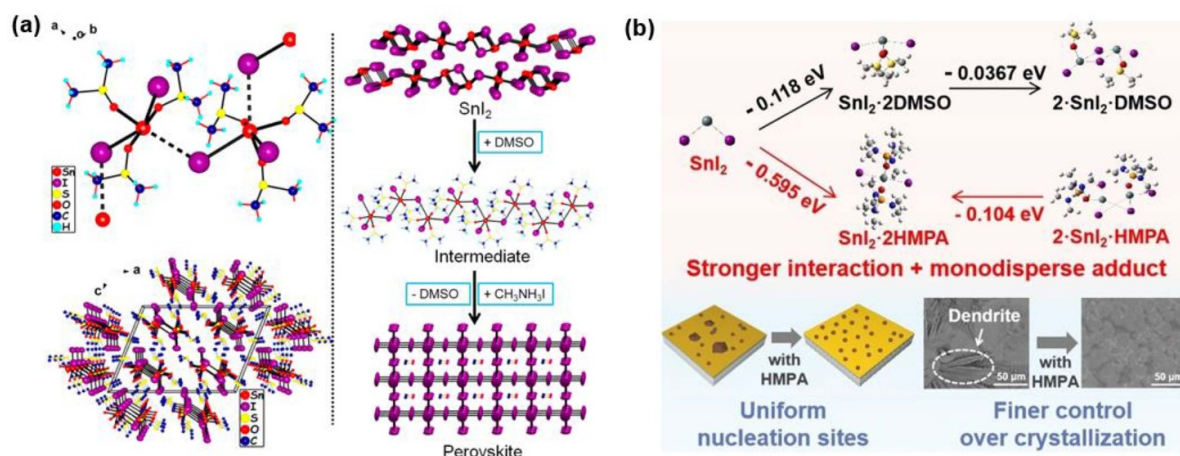 (a)
a
c
b
Sn
I
S
O
C
H
a
c
Sn
I
S
O
C
SnI₂
+ DMSO
Intermediate
- DMSO
+ CH₃NH₃I
Perovskite
(b)
- 0.118 eV
- 0.0367 eV
SnI₂·2DMSO
2·SnI₂·DMSO
SnI₂
- 0.595 eV
- 0.104 eV
SnI₂·2HMPA
2·SnI₂·HMPA
Stronger interaction + monodisperse adduct
with
HMPA
Dendrite
50 μm
with
HMPA
50 μm
Uniform
nucleation sites
Finer control
over crystallization